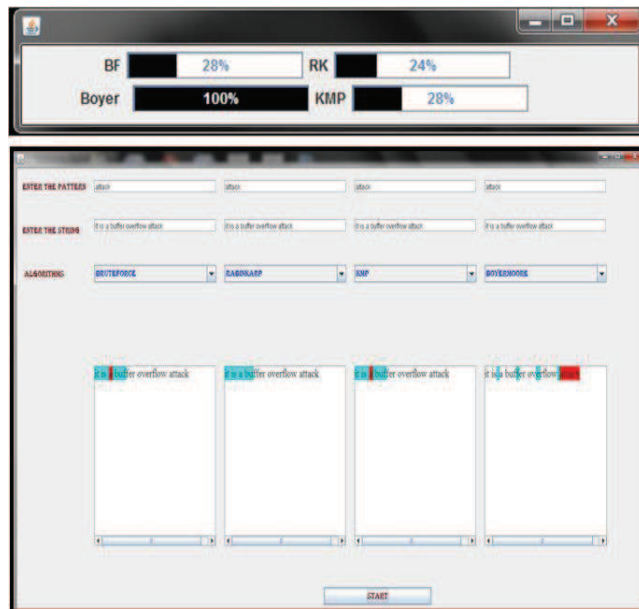 BF 28% RK 24%
Boyer 100% KMP 28%
ENTER THE PATTERN attack attack attack attack
ENTER THE STRING it is a buffer overflow attack it is a buffer overflow attack it is a buffer overflow attack it is a buffer overflow attack
ALGORITHMS BRUTEFORCE RABINKARP KMP BOYERMOORE
it is a buffer overflow attack it is a buffer overflow attack it is a buffer overflow attack it is a buffer overflow attack
START